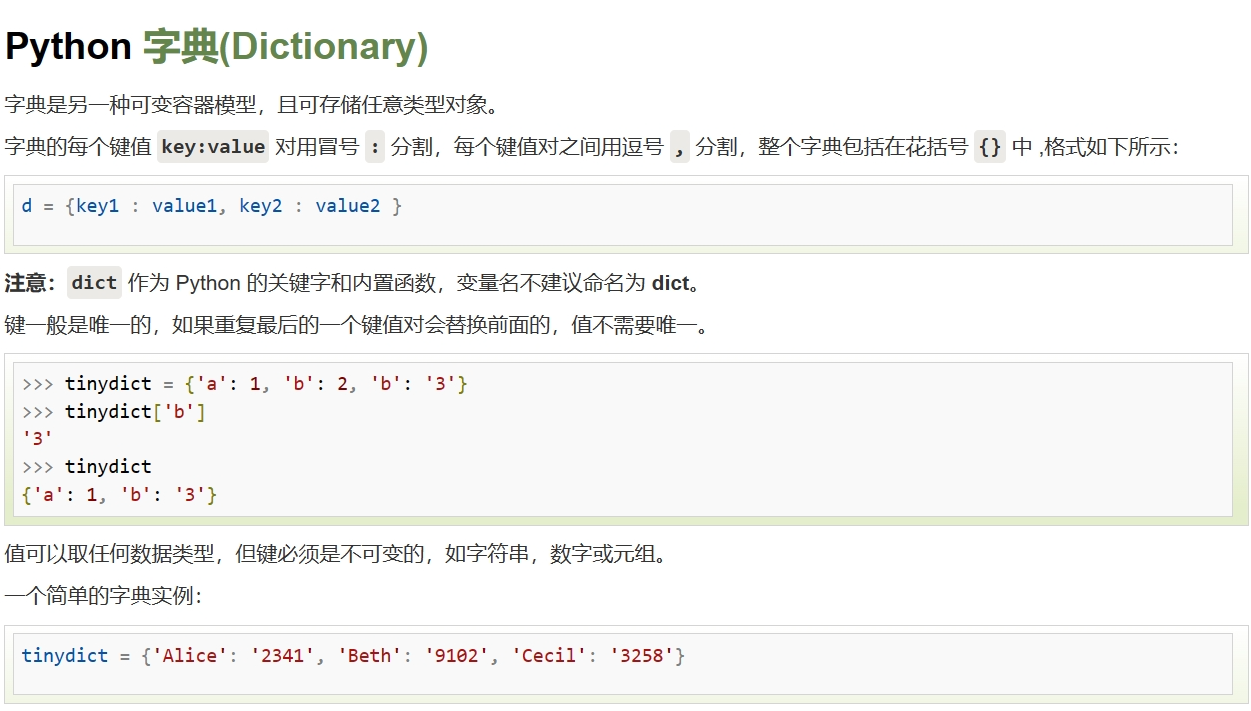 Python 字典(Dictionary)
字典是另一种可变容器模型，且可存储任意类型对象。
字典的每个键值 key:value 对用冒号 : 分割，每个键值对之间用逗号 , 分割，整个字典包括在花括号 {} 中 ,格式如下所示：
d = {key1 : value1, key2 : value2 }
注意：dict 作为 Python 的关键字和内置函数，变量名不建议命名为 dict。
键一般是唯一的，如果重复最后的一个键值对会替换前面的，值不需要唯一。
>>> tinydict = {'a': 1, 'b': 2, 'b': '3'}
>>> tinydict['b']
'3'
>>> tinydict
{'a': 1, 'b': '3'}
值可以取任何数据类型，但键必须是不可变的，如字符串，数字或元组。
一个简单的字典实例：
tinydict = {'Alice': '2341', 'Beth': '9102', 'Cecil': '3258'}